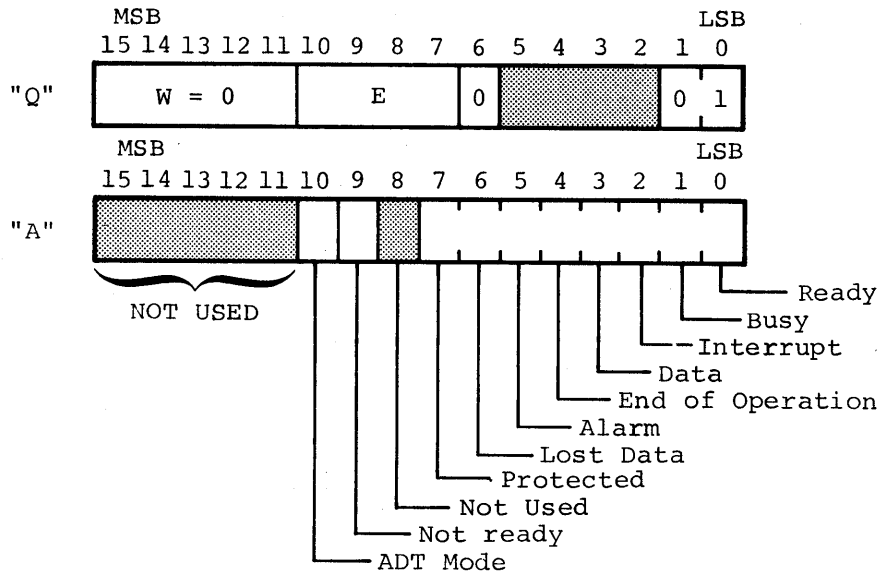 MSB LSB
15 14 13 12 11 10 9 8 7 6 5 4 3 2 1 0
"Q" W = 0 E 0 0 1
MSB LSB
15 14 13 12 11 10 9 8 7 6 5 4 3 2 1 0
"A"
NOT USED
Ready
Busy
Interrupt
Data
End of Operation
Alarm
Lost Data
Protected
Not Used
Not ready
ADT Mode